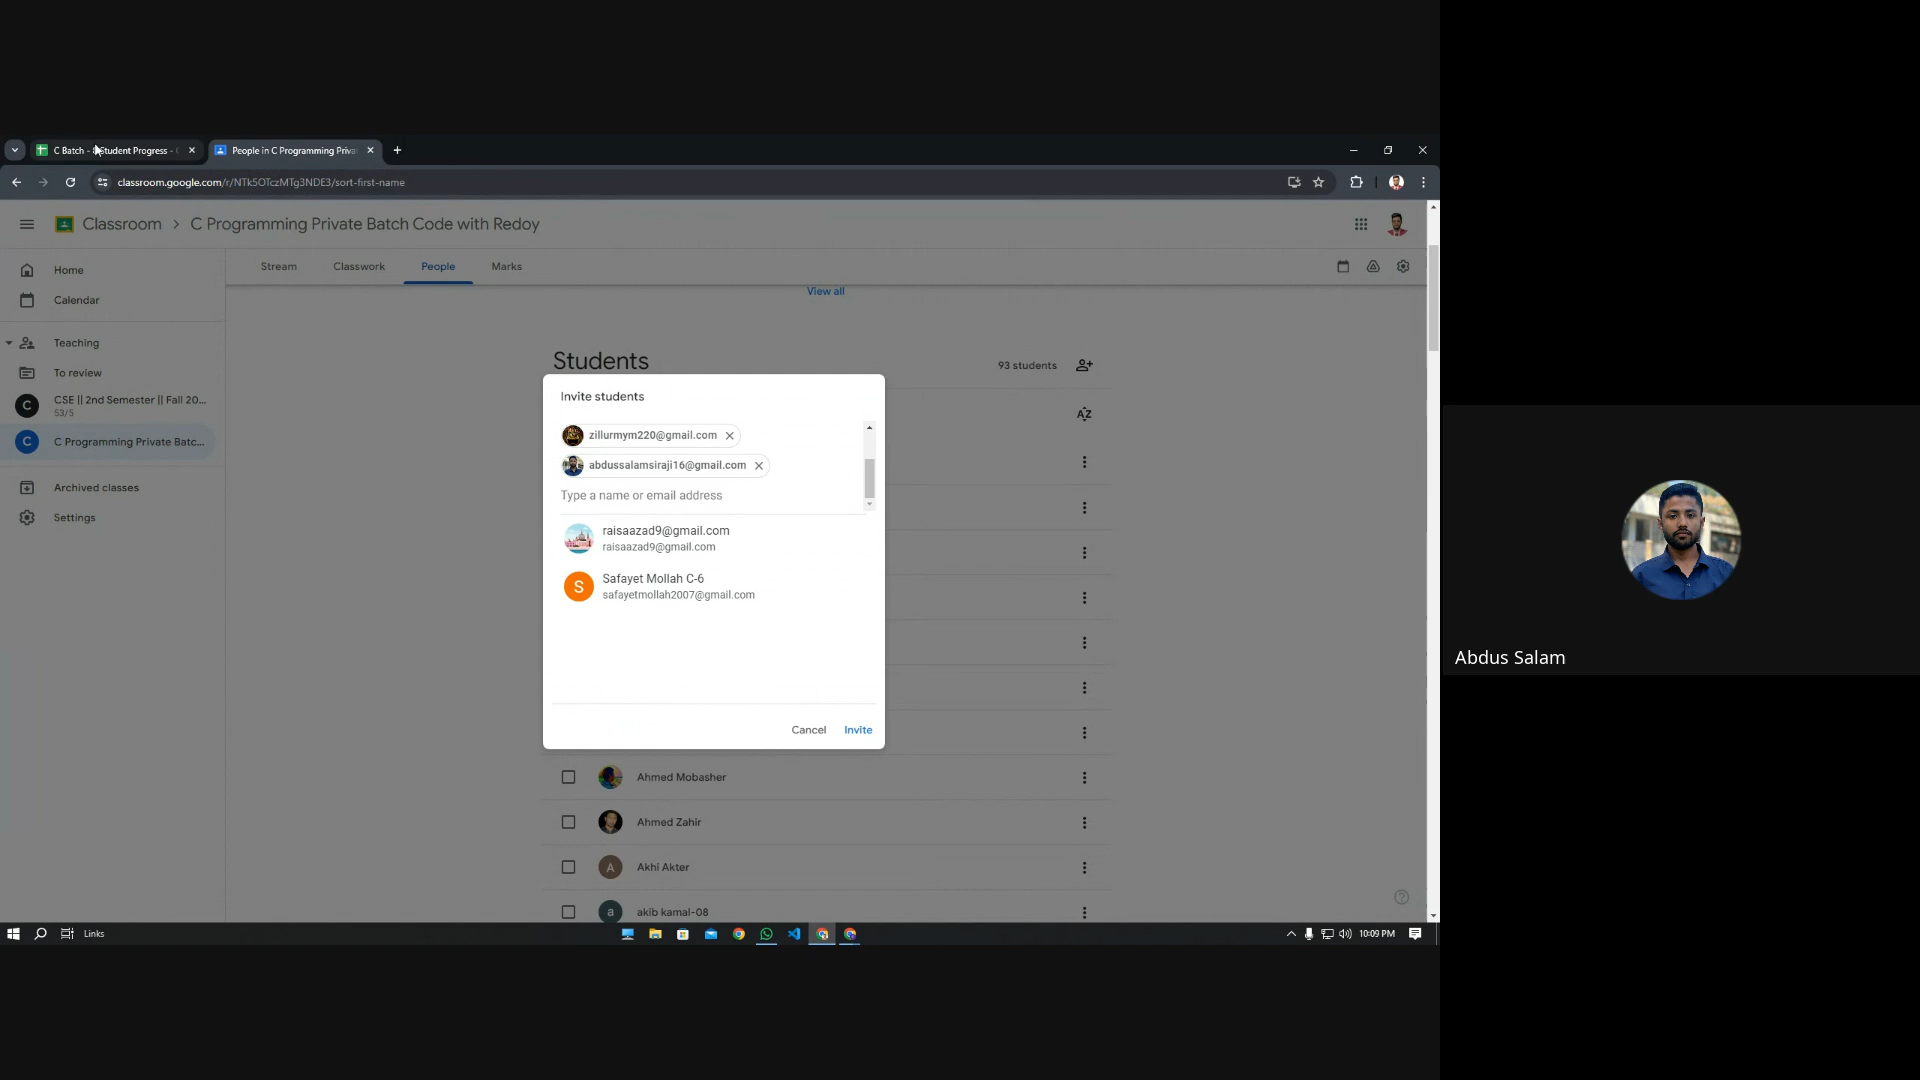 C Batch - 8 Student Progress - G
People in C Programming Priva
classroom.google.com/r/NTk5OTczMTg3NDE3/sort-first-name
Classroom > C Programming Private Batch Code with Redoy
Home
Calendar
Teaching
To review
C
CSE || 2nd Semester || Fall 20...
53/5
C
C Programming Private Batc...
Archived classes
Settings
Stream
Classwork
People
Marks
View all
Students
93 students
AZ
Invite students
zillurmym220@gmail.com
abdussalamsiraji16@gmail.com
Type a name or email address
raisaazad9@gmail.com
raisaazad9@gmail.com
S
Safayet Mollah C-6
safayetmollah2007@gmail.com
Cancel
Invite
Ahmed Mobasher
Ahmed Zahir
A
Akhi Akter
a
akib kamal-08
Links
10:09 PM
Abdus Salam